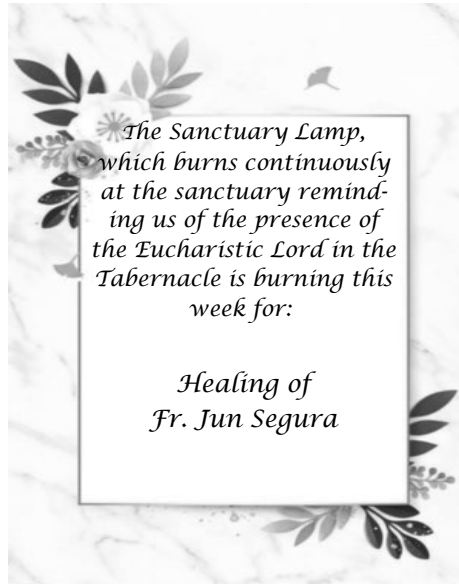 The Sanctuary Lamp,
which burns continuously
at the sanctuary remind-
ing us of the presence of
the Eucharistic Lord in the
Tabernacle is burning this
week for:
Healing of
Fr. Jun Segura